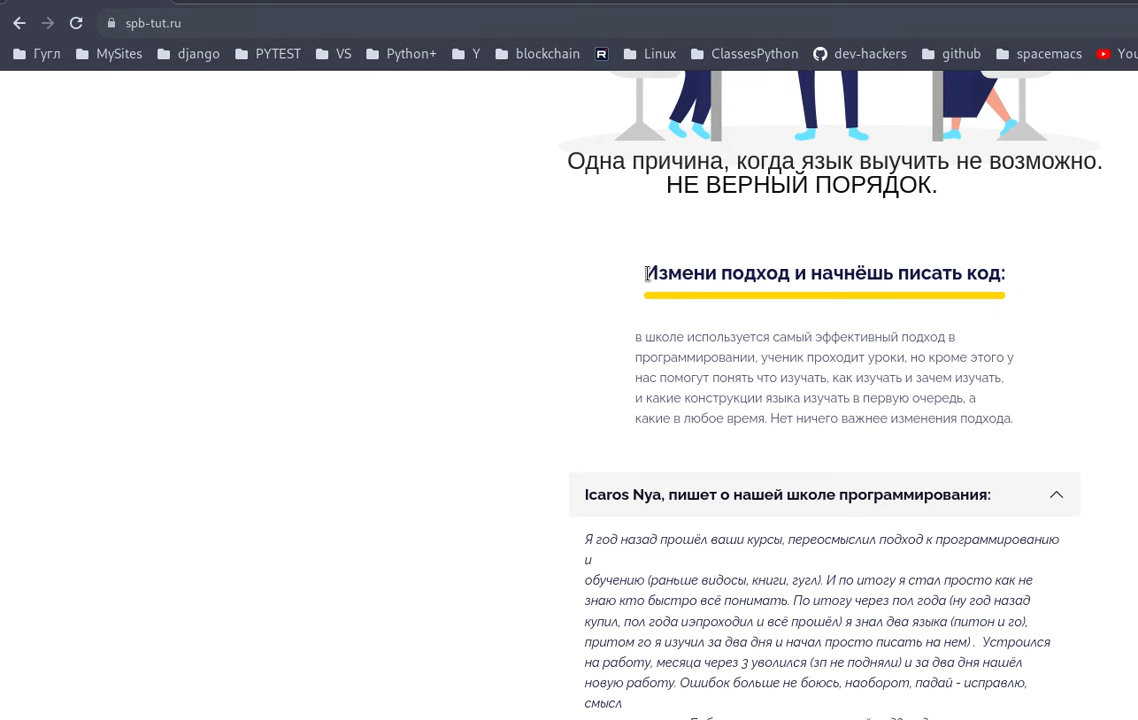 spb-tut.ru
Гугл MySites django PYTEST VS Python+ Y blockchain R Linux ClassesPython dev-hackers github spacemacs You
Одна причина, когда язык выучить не возможно.
НЕ ВЕРНЫЙ ПОРЯДОК.
Измени подход и начнёшь писать код:
в школе используется самый эффективный подход в
программировании, ученик проходит уроки, но кроме этого у
нас помогут понять что изучать, как изучать и зачем изучать,
и какие конструкции языка изучать в первую очередь, а
какие в любое время. Нет ничего важнее изменения подхода.
Icaros Nya, пишет о нашей школе программирования:
Я год назад прошёл ваши курсы, переосмыслил подход к программированию
и
обучению (раньше видосы, книги, гугл). И по итогу я стал просто как не
знаю кто быстро всё понимать. По итогу через пол года (ну год назад
купил, пол года иэпроходил и всё прошёл) я знал два языка (питон и го),
притом го я изучил за два дня и начал просто писать на нем) . Устроился
на работу, месяца через 3 уволился (зп не подняли) и за два дня нашёл
новую работу. Ошибок больше не боюсь, наоборот, падай - исправлю,
смысл